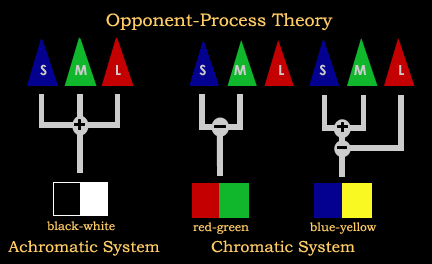 Opponent-Process Theory
S M L S M L S M L
black-white red-green blue-yellow
Achromatic System Chromatic System